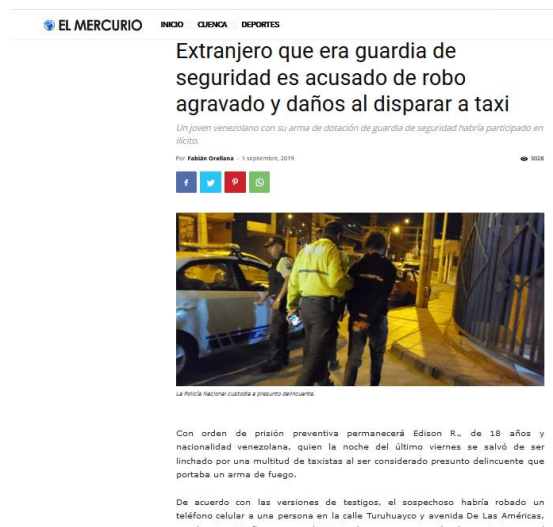 EL MERCURIO INICIO CUENCA DEPORTES
Extranjero que era guardia de
seguridad es acusado de robo
agravado y daños al disparar a taxi
Un joven venezolano con su arma de dotación de guardia de seguridad habría participado en
ilícito.
Por Fabián Orellana - 1 septiembre, 2019 3028
La Policía Nacional custodia a presunto delincuente.
Con orden de prisión preventiva permanecerá Edison R., de 18 años y
nacionalidad venezolana, quien la noche del último viernes se salvó de ser
linchado por una multitud de taxistas al ser considerado presunto delincuente que
portaba un arma de fuego.
De acuerdo con las versiones de testigos, el sospechoso habría robado un
teléfono celular a una persona en la calle Turuhuayco y avenida De Las Américas,